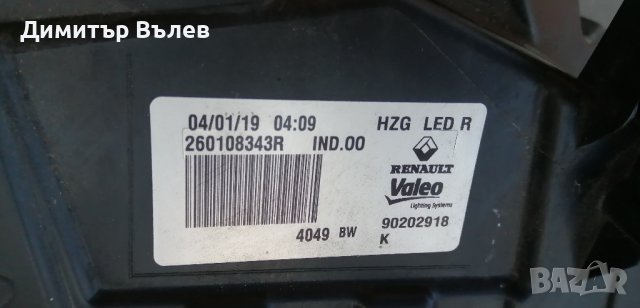 Димитър Вълев
04/01/19 04:09 HZG LED R
260108343R IND.00
RENAULT
Valeo
Lighting Systems
4049 BW 90202918
K
BAZAR